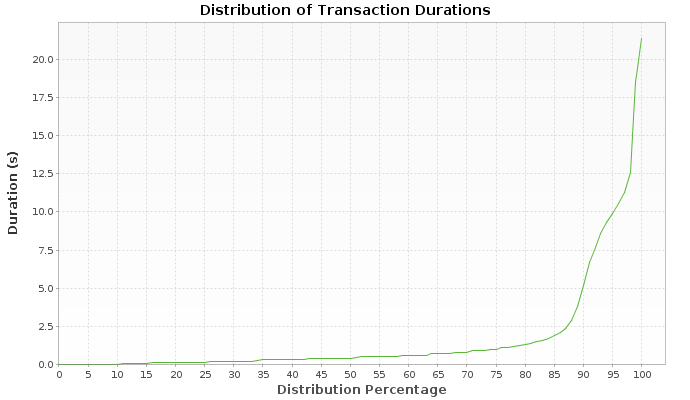 Distribution of Transaction Durations
Duration (s)
20.0
17.5
15.0
12.5
10.0
7.5
5.0
2.5
0.0
0 5 10 15 20 25 30 35 40 45 50 55 60 65 70 75 80 85 90 95 100
Distribution Percentage